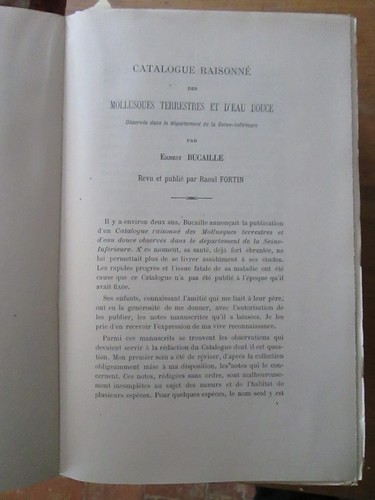 CATALOGUE RAISONNÉ
DES
MOLLUSQUES TERRESTRES ET D'EAU DOUCE
Observés dans le département de la Seine-Inférieure
PAR
Ernest BUCAILLE
Revu et publié par Raoul FORTIN
Il y a environ deux ans, Bucaille annonçait la publication
d'un Catalogue raisonné des Mollusques terrestres et
d'eau douce observés dans le département de la Seine-
Inférieure. A ce moment, sa santé, déjà fort ébranlée, ne
lui permettait plus de se livrer assidûment à ses études.
Les rapides progrès et l'issue fatale de sa maladie ont été
cause que ce Catalogue n'a pas été publié à l'époque qu'il
avait fixée.
Ses enfants, connaissant l'amitié qui me liait à leur père,
ont eu la générosité de me donner, avec l'autorisation de
les publier, les notes manuscrites qu'il a laissées. Je les
prie d'en recevoir l'expression de ma vive reconnaissance.
Parmi ces manuscrits se trouvent les observations qui
devaient servir à la rédaction du Catalogue dont il est ques-
tion. Mon premier soin a été de réviser, d'après la collection
obligeamment mise à ma disposition, les notes qui le con-
cernent. Ces notes, rédigées sans ordre, sont malheureuse-
ment incomplètes au sujet des mœurs et de l'habitat de
plusieurs espèces. Pour quelques espèces, le nom seul y est